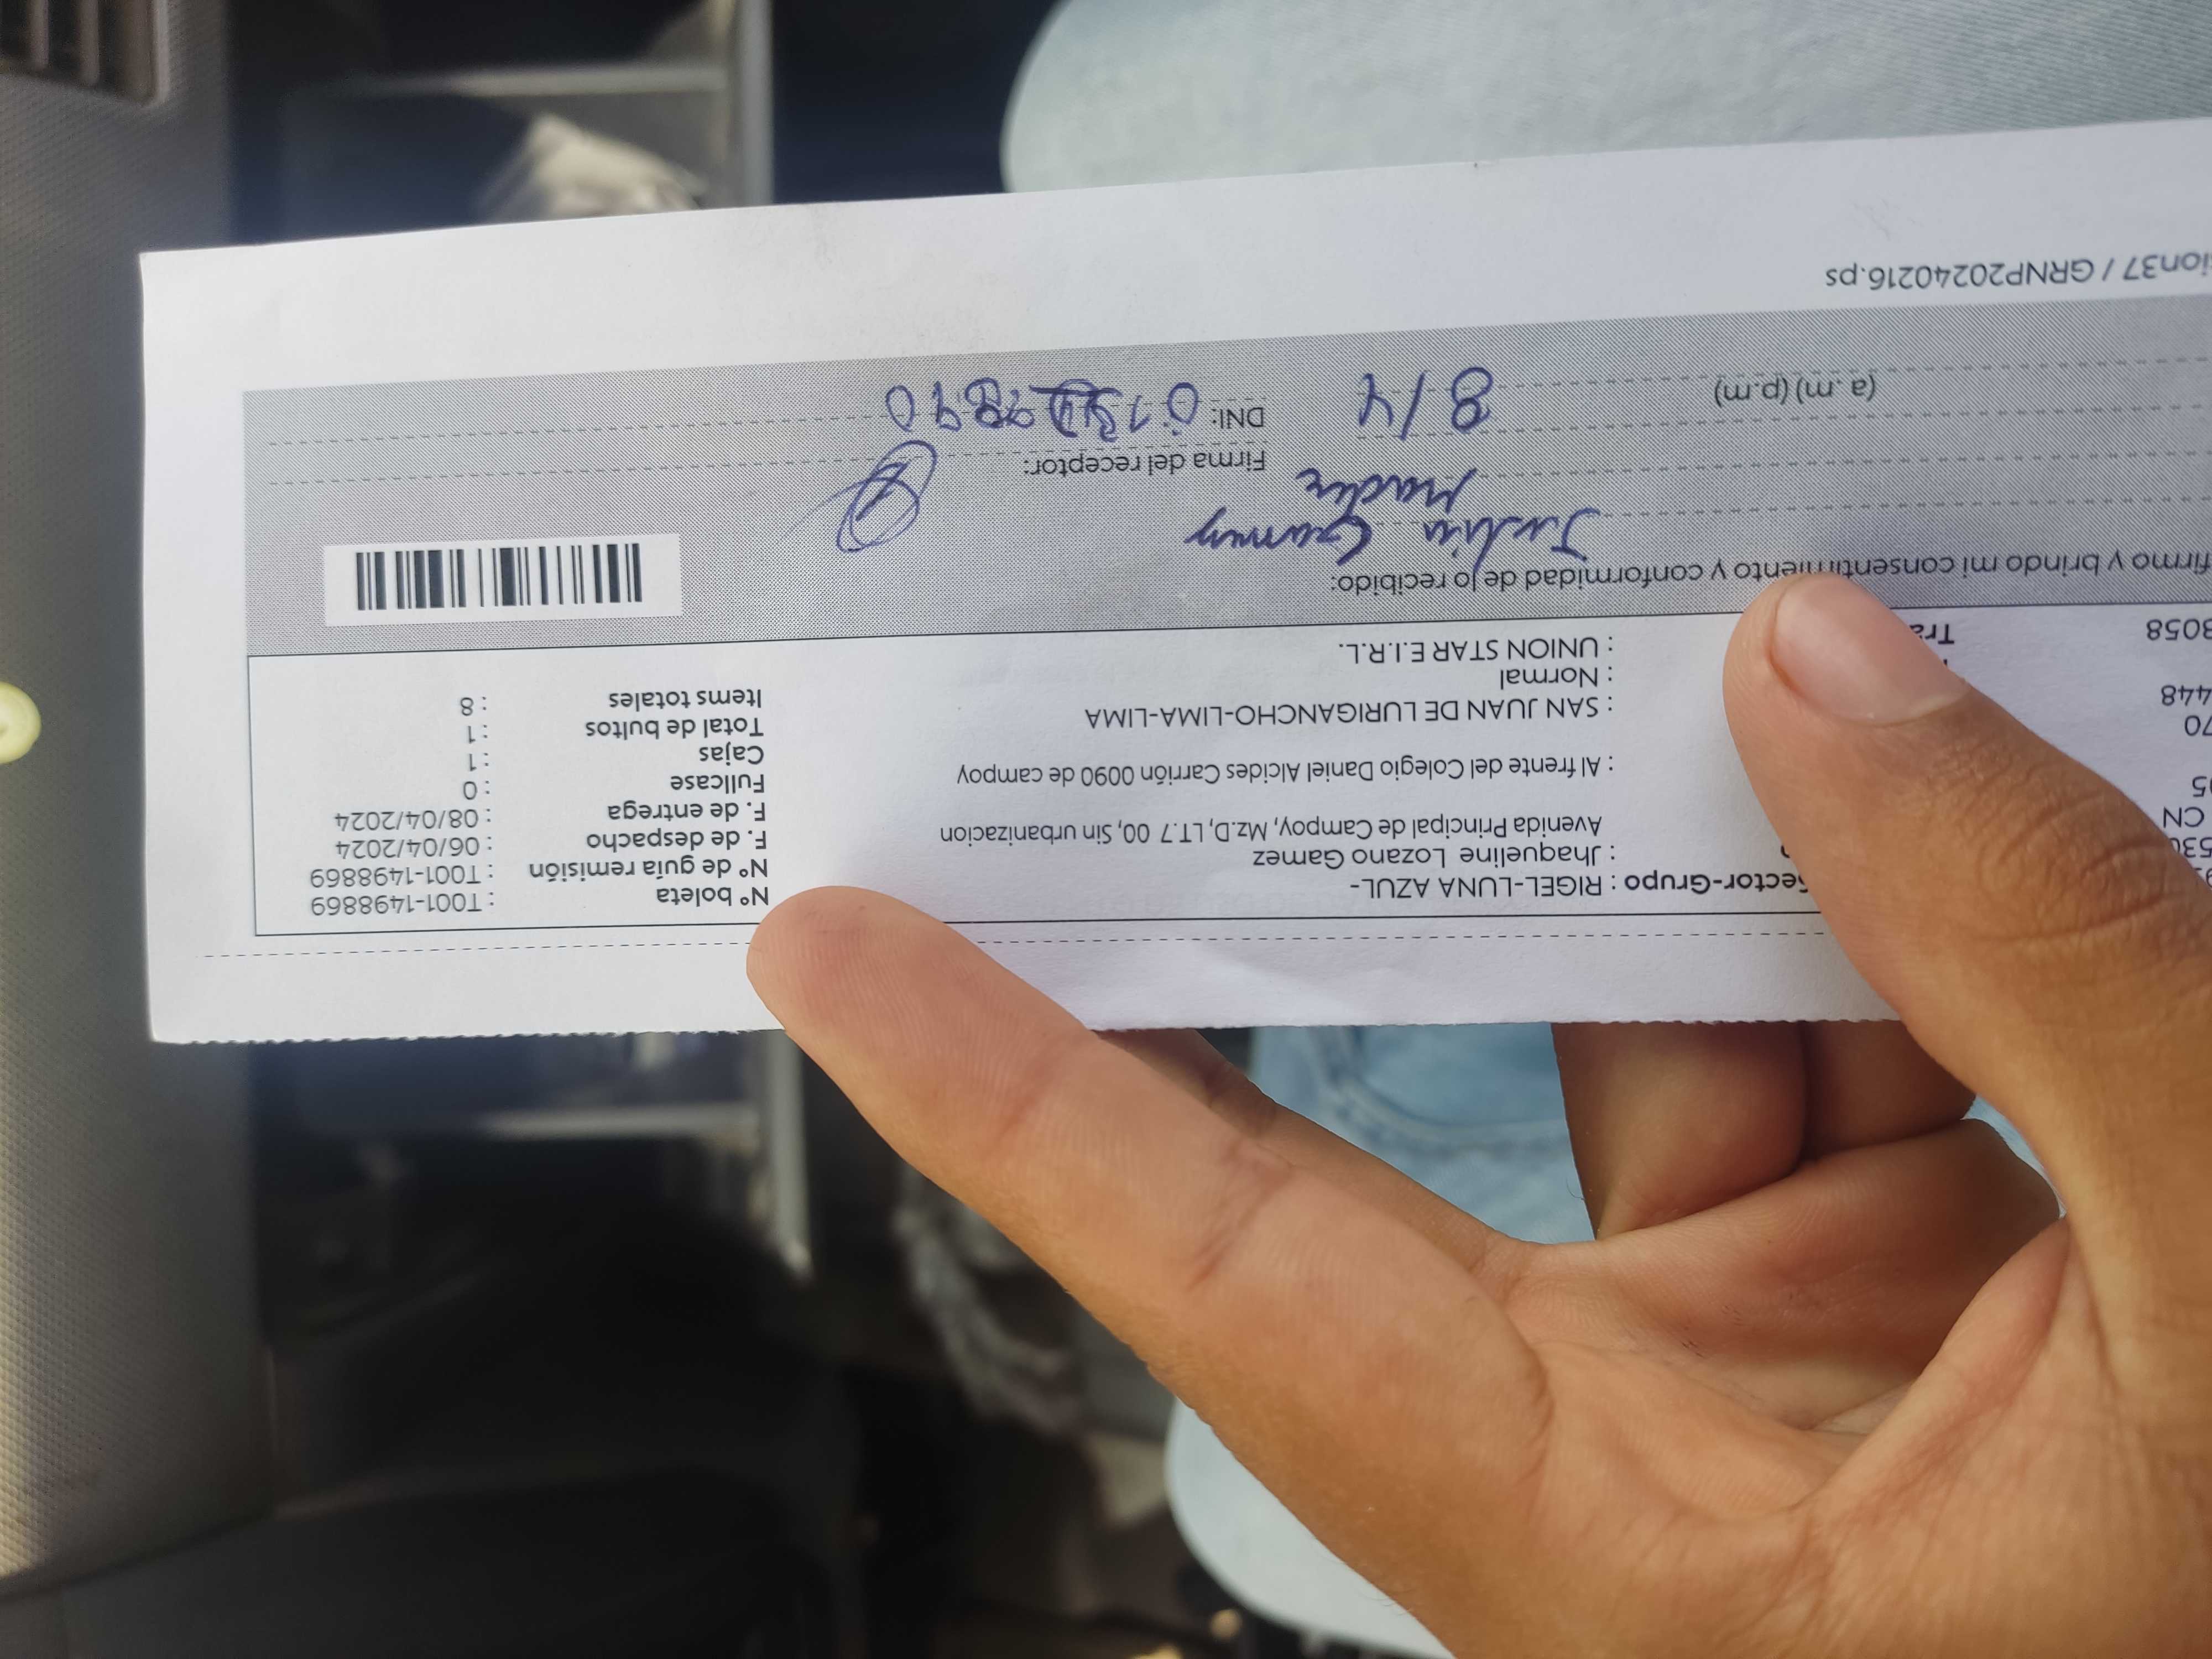 N° boleta : T001-1498869
N° de guía remisión : T001-1498869
F. de despacho : 06/04/2024
F. de entrega : 08/04/2024
Fullcase : 0
Cajas : 1
Total de bultos : 1
Items totales : 8
Sector-Grupo : RIGEL-LUNA AZUL-
: Jhaqueline Lozano Gamez
Avenida Principal de Campoy, Mz.D, LT.7 00, Sin urbanizacion
: Al frente del Colegio Daniel Alcides Carrión 0090 de campoy
: SAN JUAN DE LURIGANCHO-LIMA-LIMA
: Normal
: UNION STAR E.I.R.L.
CN
05
70
448
3058
firmo y brindo mi consentimiento y conformidad de lo recibido:
Firma del receptor:
DNI:
8/4
(a.m) (p.m)
ion37 / GRNP20240216.ps